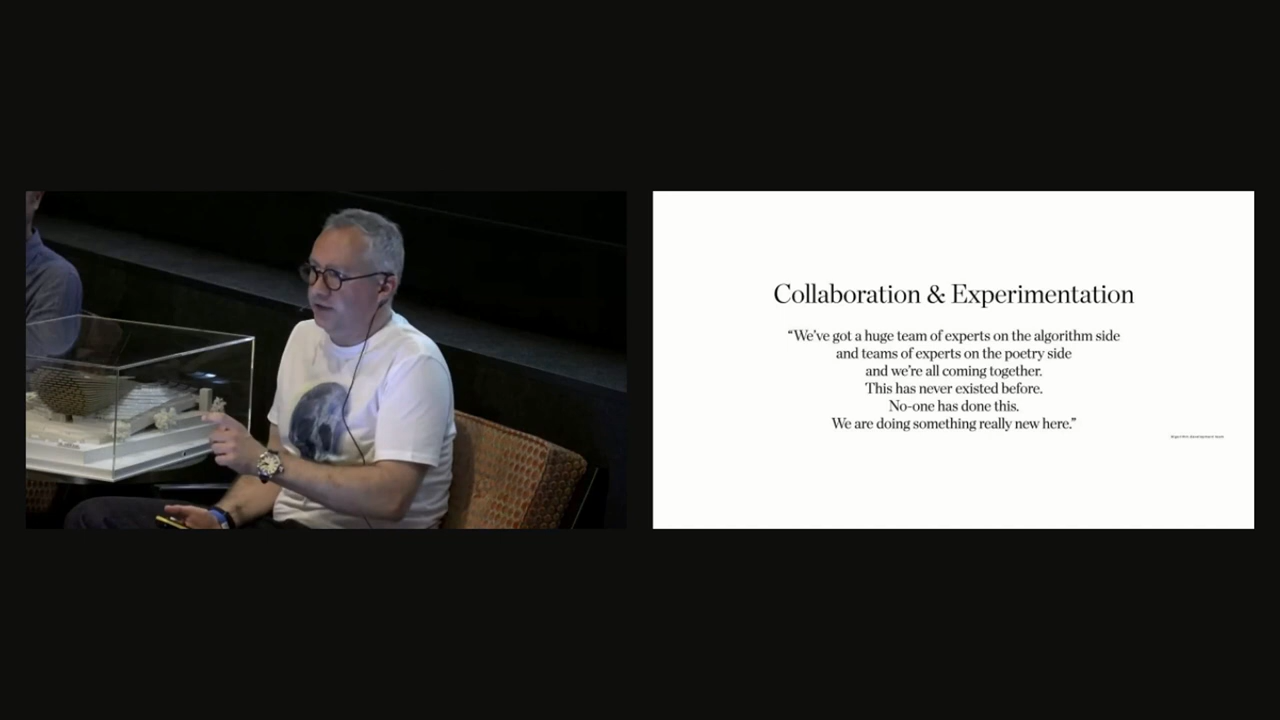 Collaboration & Experimentation
“We’ve got a huge team of experts on the algorithm side
and teams of experts on the poetry side
and we’re all coming together.
This has never existed before.
No-one has done this.
We are doing something really new here.”